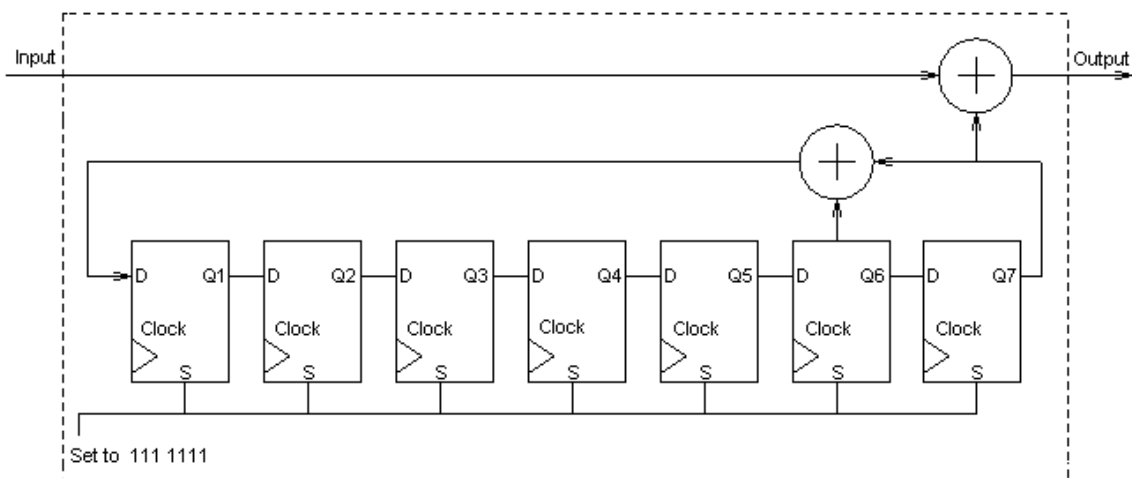 Input
Output
D Q1 D Q2 D Q3 D Q4 D Q5 D Q6 D Q7
Clock Clock Clock Clock Clock Clock Clock
S S S S S S S
Set to 111 1111